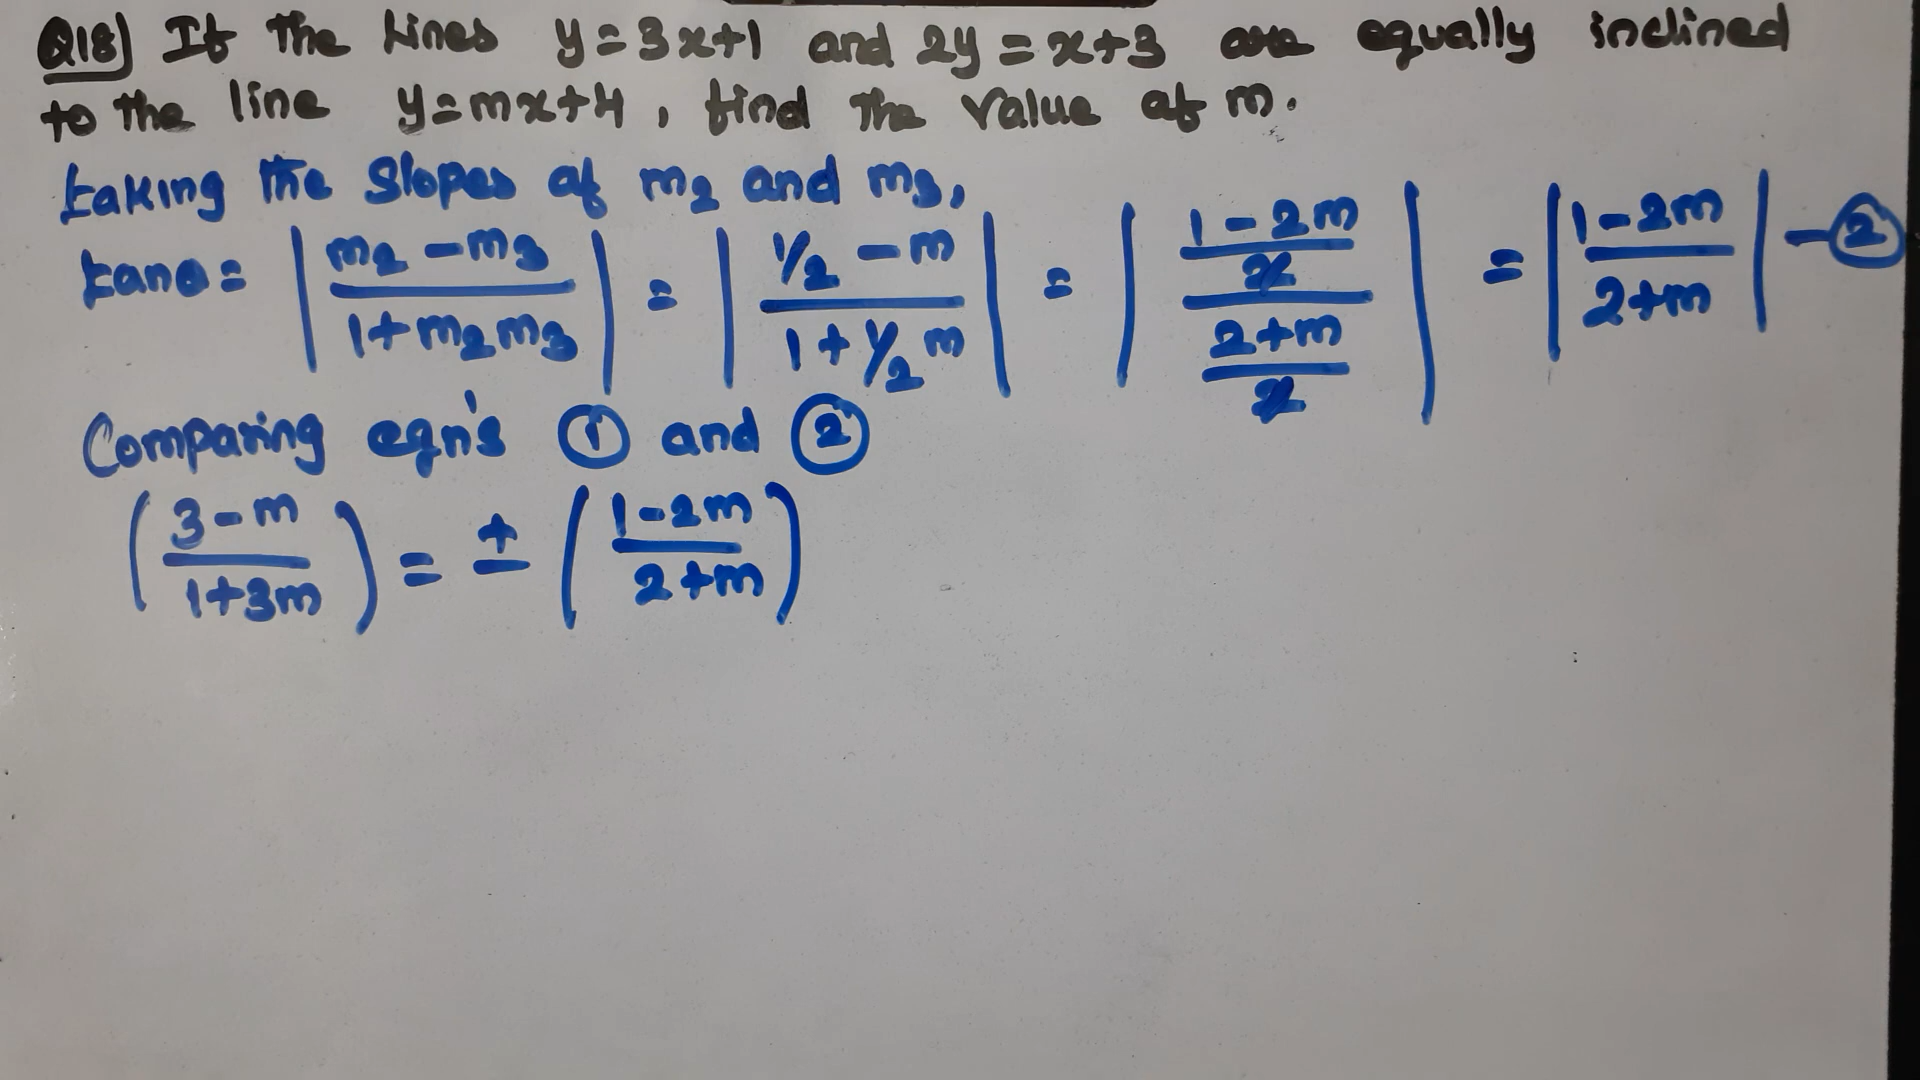 Q18) If the lines y=3x+1 and 2y=x+3 are equally inclined
to the line y=mx+4, find the value of m.
taking the slopes of m₂ and m₃,
tanθ = |(m₂-m₃)/(1+m₂m₃)| = |(1/2-m)/(1+1/2m)| = |((1-2m)/2)/((2+m)/2)| = |(1-2m)/(2+m)| -②
Comparing eqn's ① and ②
((3-m)/(1+3m)) = ±((1-2m)/(2+m))